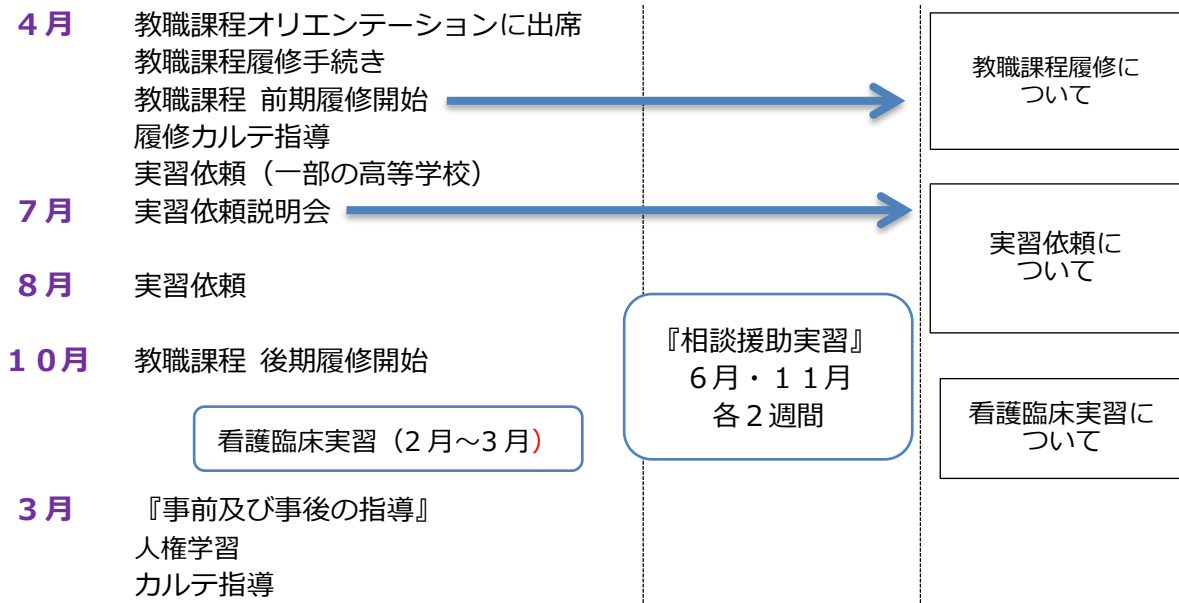 ４月 教職課程オリエンテーションに出席
教職課程履修手続き
教職課程 前期履修開始
履修カルテ指導
実習依頼（一部の高等学校）
７月 実習依頼説明会
８月 実習依頼
１０月 教職課程 後期履修開始
看護臨床実習（２月～３月）
３月 『事前及び事後の指導』
人権学習
カルテ指導
『相談援助実習』
６月・１１月
各２週間
教職課程履修に
ついて
実習依頼に
ついて
看護臨床実習に
ついて